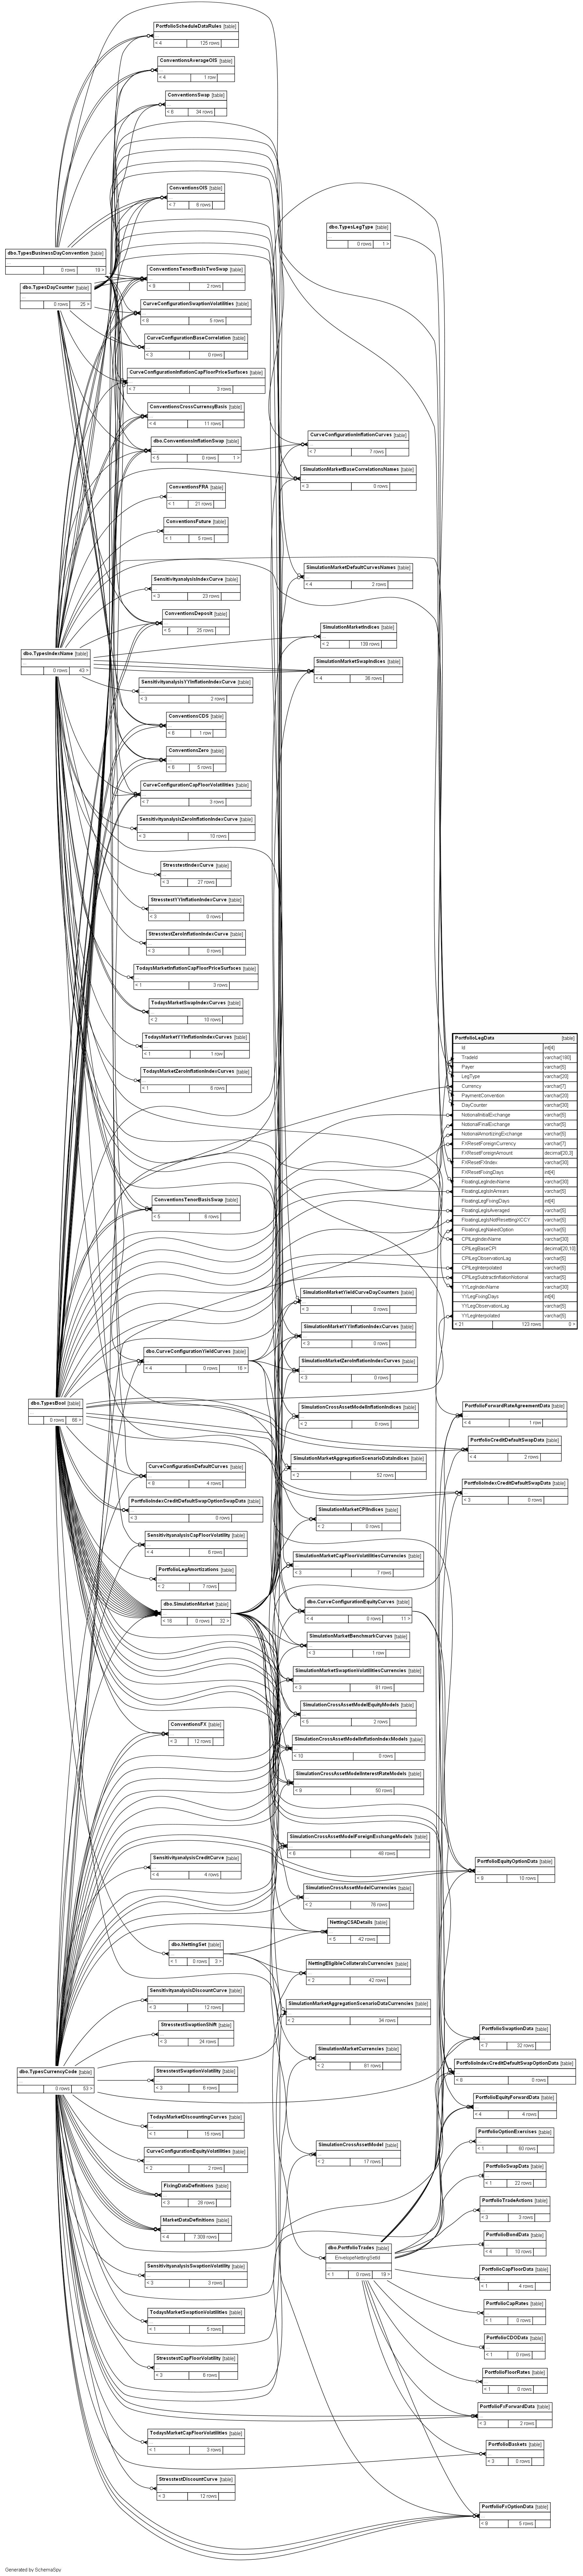 PortfolioScheduleDataRules [table]
< 4 135 rows
ConventionsAverageOIS [table]
< 4 1 row
ConventionsSwap [table]
< 6 34 rows
ConventionsOIS [table]
< 7 8 rows
dbo.TypesLegType [table]
0 rows 1 >
dbo.TypesBusinessDayConvention [table]
0 rows 19 >
dbo.TypesDayCounter [table]
0 rows 25 >
ConventionsTenorBasisTwoSwap [table]
< 8 2 rows
CurveConfigurationSwaptionVolatilities [table]
5 rows
CurveConfigurationBaseCorrelation [table]
< 3 0 rows
CurveConfigurationInflationCapFloorPriceSurfaces [table]
< 7 3 rows
ConventionsCrossCurrencyBasis [table]
< 4 11 rows
dbo.ConventionsInflationSwap [table]
< 5 0 rows 1 >
CurveConfigurationInflationCurves [table]
< 7 7 rows
SimulationMarketBaseCorrelationsNames [table]
< 3 0 rows
ConventionsFRA [table]
< 1 21 rows
ConventionsFuture [table]
< 1 5 rows
SimulationMarketDefaultCurvesNames [table]
< 4 2 rows
SensitivityanalysisIndexCurve [table]
< 3 23 rows
ConventionsDeposit [table]
< 5 25 rows
SimulationMarketIndices [table]
< 2 139 rows
dbo.TypesIndexName [table]
0 rows 43 >
SimulationMarketSwapIndices [table]
< 4 36 rows
SensitivityanalysisYYInflationIndexCurve [table]
< 3 2 rows
ConventionsCDS [table]
1 row
ConventionsZero [table]
5 rows
CurveConfigurationCapFloorVolatilities [table]
< 7 3 rows
SensitivityanalysisZeroInflationIndexCurve [table]
< 3 10 rows
StresstestIndexCurve [table]
< 3 27 rows
StresstestYYInflationIndexCurve [table]
< 3 0 rows
StresstestZeroInflationIndexCurve [table]
< 3 0 rows
TodaysMarketInflationCapFloorPriceSurfaces [table]
< 1 3 rows
TodaysMarketSwapIndexCurves [table]
< 2 10 rows
TodaysMarketYYInflationIndexCurves [table]
< 1 1 row
TodaysMarketZeroInflationIndexCurves [table]
< 1 6 rows
PortfolioLegData [table]
Id int[4]
TradeId varchar[180]
Payer varchar[5]
LegType varchar[20]
Currency varchar[7]
PaymentConvention varchar[20]
DayCounter varchar[30]
NotionalInitialExchange varchar[5]
NotionalFinalExchange varchar[5]
NotionalAmortizingExchange varchar[5]
FXResetForeignCurrency varchar[7]
FXResetForeignAmount decimal[20,3]
FXResetFXIndex varchar[30]
FXResetFixingDays int[4]
FloatingLegIndexName varchar[30]
FloatingLegIsInArrears varchar[5]
FloatingLegFixingDays int[4]
FloatingLegIsAveraged varchar[5]
FloatingLegIsNotResettingXCCY varchar[5]
FloatingLegNakedOption varchar[5]
CPILegIndexName varchar[30]
CPILegBaseCPI decimal[20,10]
CPILegObservationLag varchar[5]
CPILegInterpolated varchar[5]
CPILegSubtractInflationNotional varchar[5]
YYLegIndexName varchar[30]
YYLegFixingDays int[4]
YYLegObservationLag varchar[5]
YYLegInterpolated varchar[5]
< 21 123 rows 0 >
ConventionsTenorBasisSwap [table]
< 5 6 rows
SimulationMarketYieldCurveDayCounters [table]
< 3 0 rows
SimulationMarketYYInflationIndexCurves [table]
< 3 0 rows
dbo.CurveConfigurationYieldCurves [table]
< 4 0 rows 16 >
SimulationMarketZeroInflationIndexCurves [table]
< 3 0 rows
dbo.TypesBool [table]
0 rows 88 >
SimulationCrossAssetModelInflationIndices [table]
< 2 0 rows
PortfolioForwardRateAgreementData [table]
< 4 1 row
PortfolioCreditDefaultSwapData [table]
< 4 2 rows
SimulationMarketAggregationScenarioDataIndices [table]
< 2 52 rows
CurveConfigurationDefaultCurves [table]
4 rows
PortfolioIndexCreditDefaultSwapData [table]
< 3 0 rows
PortfolioIndexCreditDefaultSwapOptionSwapData [table]
< 3 0 rows
SimulationMarketCPIIndices [table]
< 2 0 rows
SensitivityanalysisCapFloorVolatility [table]
< 4 6 rows
SimulationMarketCapFloorVolatilitiesCurrencies [table]
< 3 7 rows
PortfolioLegAmortizations [table]
< 2 7 rows
dbo.SimulationMarket [table]
< 18 0 rows 32 >
dbo.CurveConfigurationEquityCurves [table]
< 4 0 rows 11 >
SimulationMarketBenchmarkCurves [table]
< 3 1 row
SimulationMarketSwaptionVolatilitiesCurrencies [table]
< 3 81 rows
SimulationCrossAssetModelEquityModels [table]
2 rows
ConventionsFX [table]
< 3 12 rows
SimulationCrossAssetModelInflationIndexModels [table]
< 10 0 rows
SimulationCrossAssetModelInterestRateModels [table]
50 rows
SimulationCrossAssetModelForeignExchangeModels [table]
48 rows
SensitivityanalysisCreditCurve [table]
4 rows
PortfolioEquityOptionData [table]
10 rows
SimulationCrossAssetModelCurrencies [table]
< 2 76 rows
NettingCSADetails [table]
< 5 42 rows
dbo.NettingSet [table]
< 1 0 rows 3 >
NettingEligibleCollateralsCurrencies [table]
< 2 42 rows
SensitivityanalysisDiscountCurve [table]
< 3 12 rows
SimulationMarketAggregationScenarioDataCurrencies [table]
< 2 34 rows
StresstestSwaptionShift [table]
< 3 24 rows
PortfolioSwaptionData [table]
< 7 32 rows
SimulationMarketCurrencies [table]
< 2 81 rows
PortfolioIndexCreditDefaultSwapOptionData [table]
0 rows
dbo.TypesCurrencyCode [table]
0 rows 53 >
StresstestSwaptionVolatility [table]
< 3 6 rows
PortfolioEquityForwardData [table]
< 4 4 rows
TodaysMarketDiscountingCurves [table]
< 1 15 rows
PortfolioOptionExercises [table]
< 1 60 rows
CurveConfigurationEquityVolatilities [table]
< 2 2 rows
SimulationCrossAssetModel [table]
< 2 17 rows
PortfolioSwapData [table]
< 1 22 rows
FixingDataDefinitions [table]
< 3 28 rows
PortfolioTradeActions [table]
< 3 3 rows
MarketDataDefinitions [table]
< 4 7.309 rows
PortfolioBondData [table]
< 4 10 rows
dbo.PortfolioTrades [table]
EnvelopeNettingSetId
< 1 0 rows 19 >
SensitivityanalysisSwaptionVolatility [table]
< 3 3 rows
PortfolioCapFloorData [table]
< 1 4 rows
TodaysMarketSwaptionVolatilities [table]
< 1 5 rows
PortfolioCapRates [table]
< 1 0 rows
PortfolioCDOData [table]
< 1 0 rows
StresstestCapFloorVolatility [table]
< 3 6 rows
PortfolioFloorRates [table]
< 1 0 rows
PortfolioFxForwardData [table]
< 3 2 rows
TodaysMarketCapFloorVolatilities [table]
< 1 3 rows
PortfolioBaskets [table]
< 3 0 rows
StresstestDiscountCurve [table]
< 3 12 rows
PortfolioFxOptionData [table]
5 rows
Generated by SchemaSpy